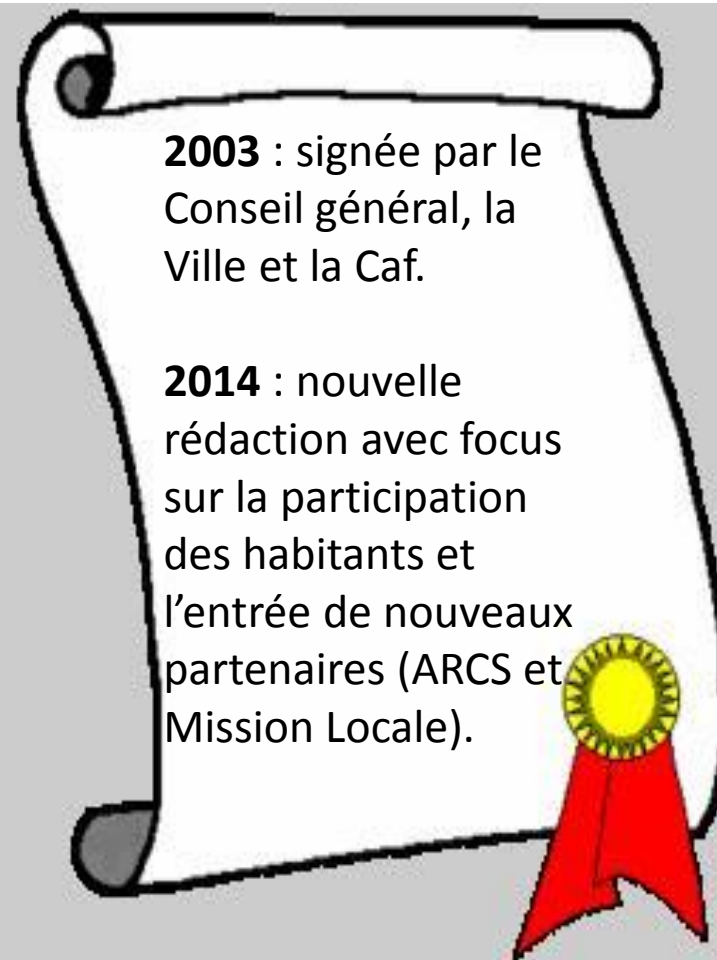 2003 : signée par le
Conseil général, la
Ville et la Caf.
2014 : nouvelle
rédaction avec focus
sur la participation
des habitants et
l’entrée de nouveaux
partenaires (ARCS et
Mission Locale).